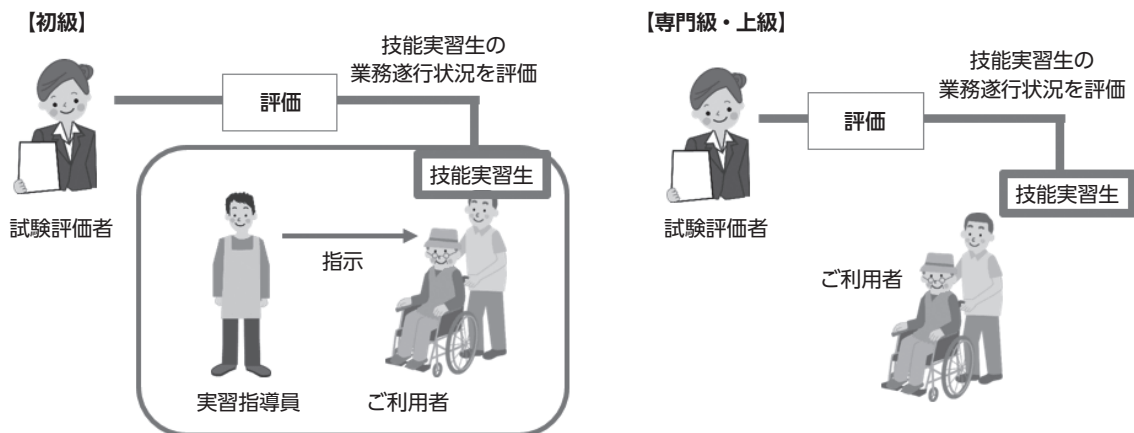 【初級】
技能実習生の
業務遂行状況を評価
評価
技能実習生
試験評価者
指示
実習指導員
ご利用者
【専門級・上級】
技能実習生の
業務遂行状況を評価
評価
技能実習生
試験評価者
ご利用者